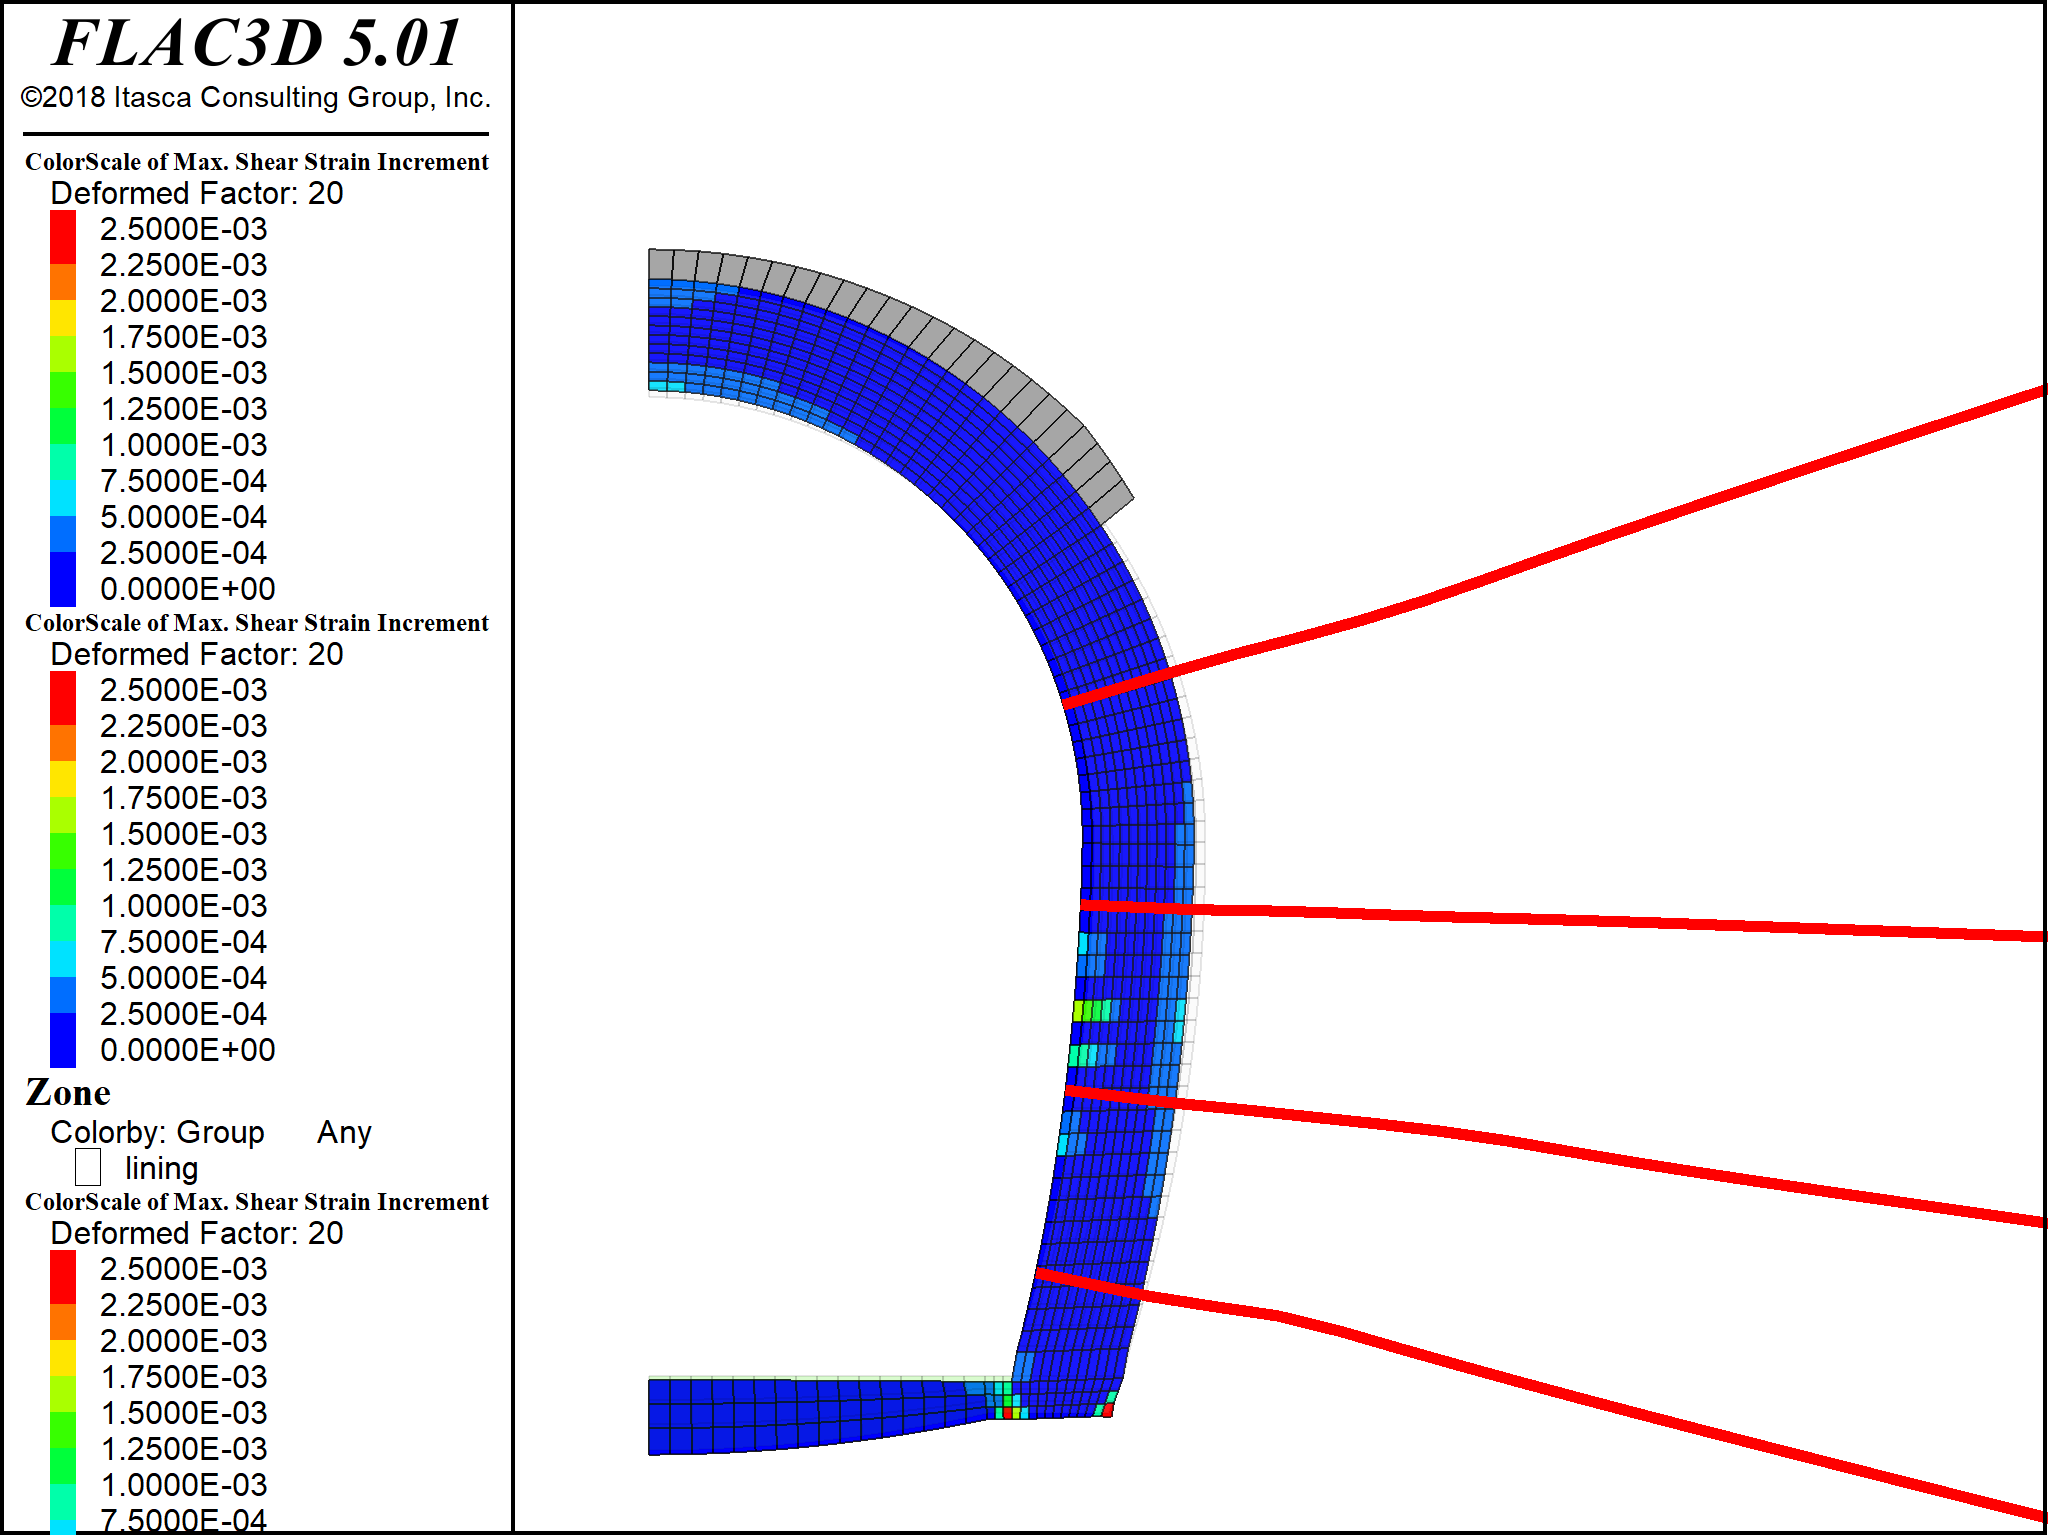 FLAC3D 5.01
©2018 Itasca Consulting Group, Inc.
ColorScale of Max. Shear Strain Increment
Deformed Factor: 20
2.5000E-03
2.2500E-03
2.0000E-03
1.7500E-03
1.5000E-03
1.2500E-03
1.0000E-03
7.5000E-04
5.0000E-04
2.5000E-04
0.0000E+00
ColorScale of Max. Shear Strain Increment
Deformed Factor: 20
2.5000E-03
2.2500E-03
2.0000E-03
1.7500E-03
1.5000E-03
1.2500E-03
1.0000E-03
7.5000E-04
5.0000E-04
2.5000E-04
0.0000E+00
Zone
Colorby: Group Any
lining
ColorScale of Max. Shear Strain Increment
Deformed Factor: 20
2.5000E-03
2.2500E-03
2.0000E-03
1.7500E-03
1.5000E-03
1.2500E-03
1.0000E-03
7.5000E-04